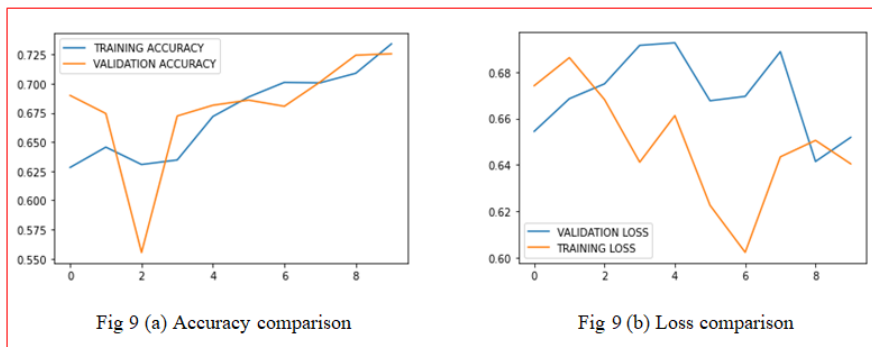 TRAINING ACCURACY
VALIDATION ACCURACY
0.725
0.700
0.675
0.650
0.625
0.600
0.575
0.550
0 2 4 6 8
Fig 9 (a) Accuracy comparison
0.68
0.66
0.64
0.62
0.60
VALIDATION LOSS
TRAINING LOSS
0 2 4 6 8
Fig 9 (b) Loss comparison